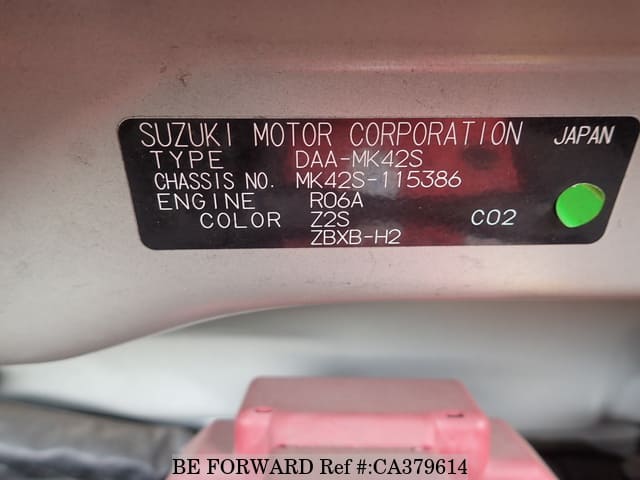 SUZUKI MOTOR CORPORATION JAPAN
TYPE DAA-MK42S
CHASSIS NO. MK42S-115386
ENGINE R06A
COLOR Z2S C02
ZBXB-H2
BE FORWARD Ref #:CA379614